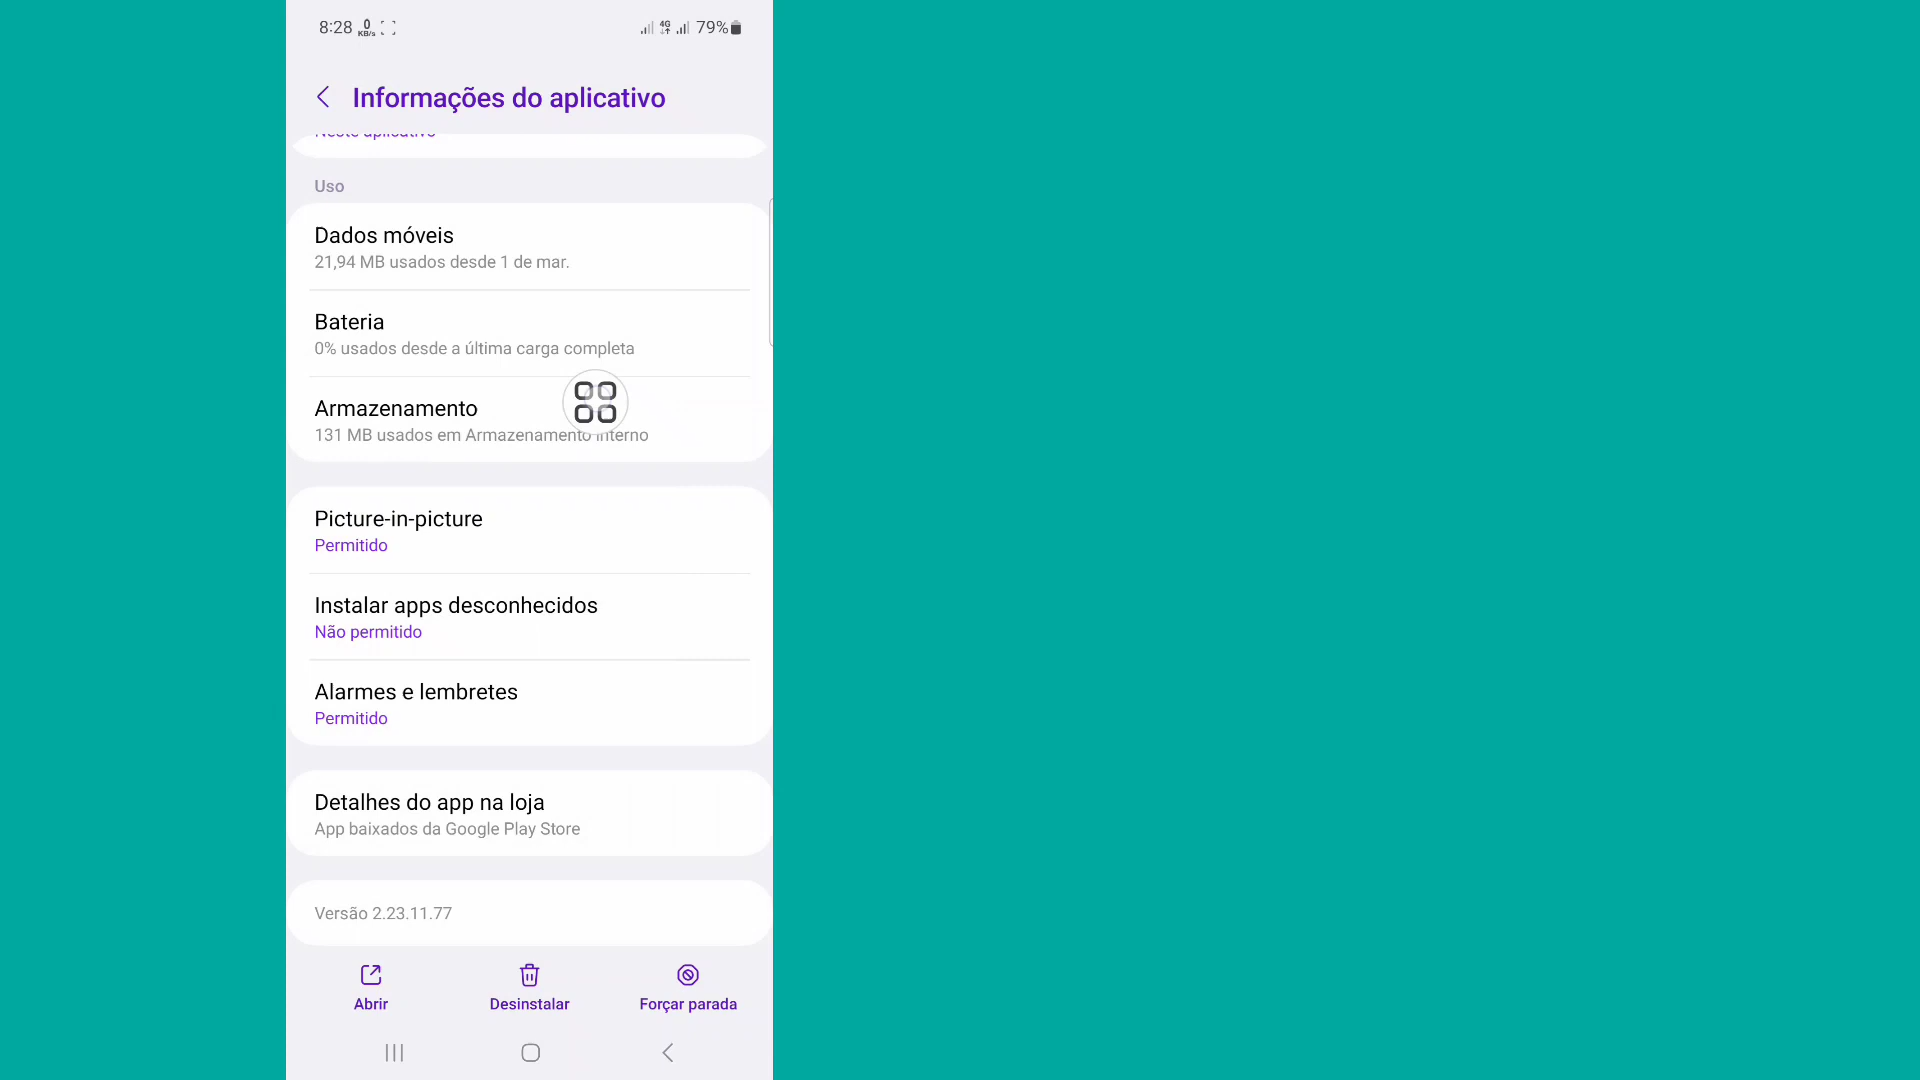 8:28 0 KB/s 4G 79%
Informações do aplicativo
Neste aplicativo
Uso
Dados móveis
21,94 MB usados desde 1 de mar.
Bateria
0% usados desde a última carga completa
Armazenamento
131 MB usados em Armazenamento interno
Picture-in-picture
Permitido
Instalar apps desconhecidos
Não permitido
Alarmes e lembretes
Permitido
Detalhes do app na loja
App baixados da Google Play Store
Versão 2.23.11.77
Abrir Desinstalar Forçar parada